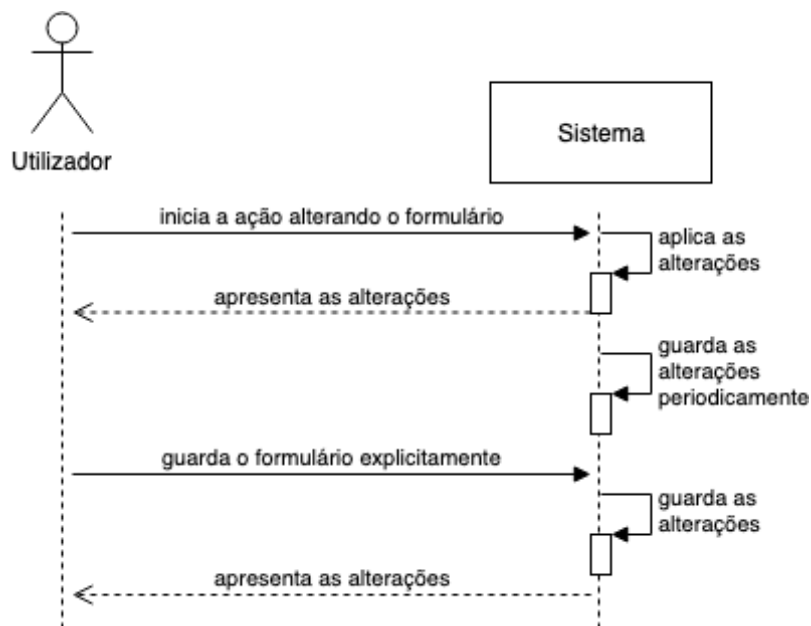 Utilizador
Sistema
inicia a ação alterando o formulário
aplica as
alterações
apresenta as alterações
guarda as
alterações
periodicamente
guarda o formulário explicitamente
guarda as
alterações
apresenta as alterações